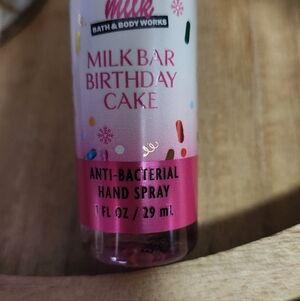 milk
BATH & BODY WORKS
MILK BAR
BIRTHDAY
CAKE
ANTI-BACTERIAL
HAND SPRAY
1 FL OZ / 29 mL